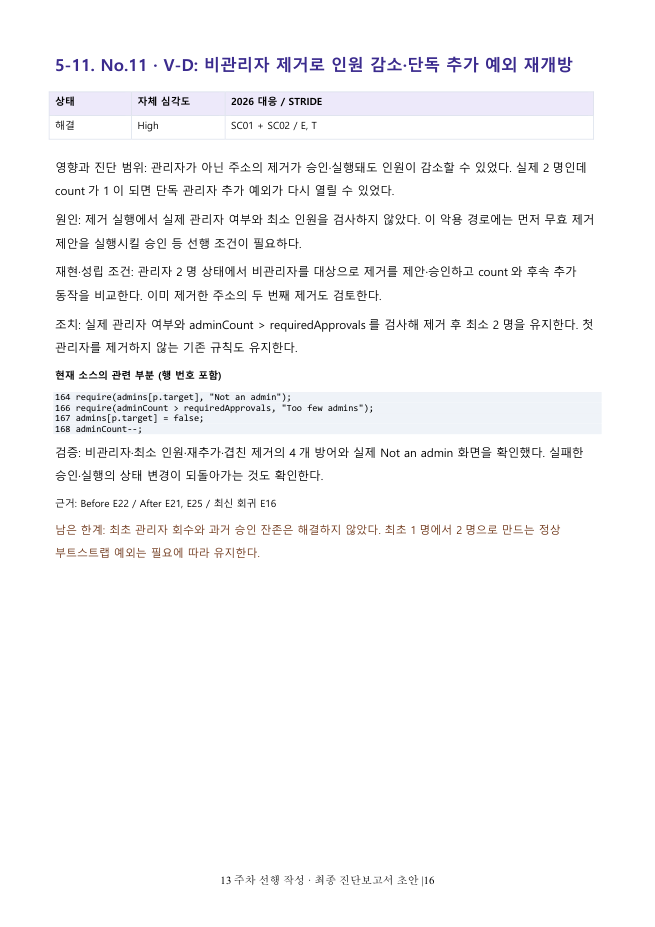 5-11. No.11 · V-D: 비관리자 제거로 인원 감소·단독 추가 예외 재개방
상태 자체 심각도 2026 대응 / STRIDE
해결 High SC01 + SC02 / E, T
영향과 진단 범위: 관리자가 아닌 주소의 제거가 승인·실행돼도 인원이 감소할 수 있었다. 실제 2 명인데
count 가 1 이 되면 단독 관리자 추가 예외가 다시 열릴 수 있었다.
원인: 제거 실행에서 실제 관리자 여부와 최소 인원을 검사하지 않았다. 이 악용 경로에는 먼저 무효 제거
제안을 실행시킬 승인 등 선행 조건이 필요하다.
재현·성립 조건: 관리자 2 명 상태에서 비관리자를 대상으로 제거를 제안·승인하고 count 와 후속 추가
동작을 비교한다. 이미 제거한 주소의 두 번째 제거도 검토한다.
조치: 실제 관리자 여부와 adminCount > requiredApprovals 를 검사해 제거 후 최소 2 명을 유지한다. 첫
관리자를 제거하지 않는 기존 규칙도 유지한다.
현재 소스의 관련 부분 (행 번호 포함)
164 require(admins[p.target], "Not an admin");
166 require(adminCount > requiredApprovals, "Too few admins");
167 admins[p.target] = false;
168 adminCount--;
검증: 비관리자·최소 인원·재추가·겹친 제거의 4 개 방어와 실제 Not an admin 화면을 확인했다. 실패한
승인·실행의 상태 변경이 되돌아가는 것도 확인한다.
근거: Before E22 / After E21, E25 / 최신 회귀 E16
남은 한계: 최초 관리자 회수와 과거 승인 잔존은 해결하지 않았다. 최초 1 명에서 2 명으로 만드는 정상
부트스트랩 예외는 필요에 따라 유지한다.
13 주차 선행 작성 · 최종 진단보고서 초안 |16